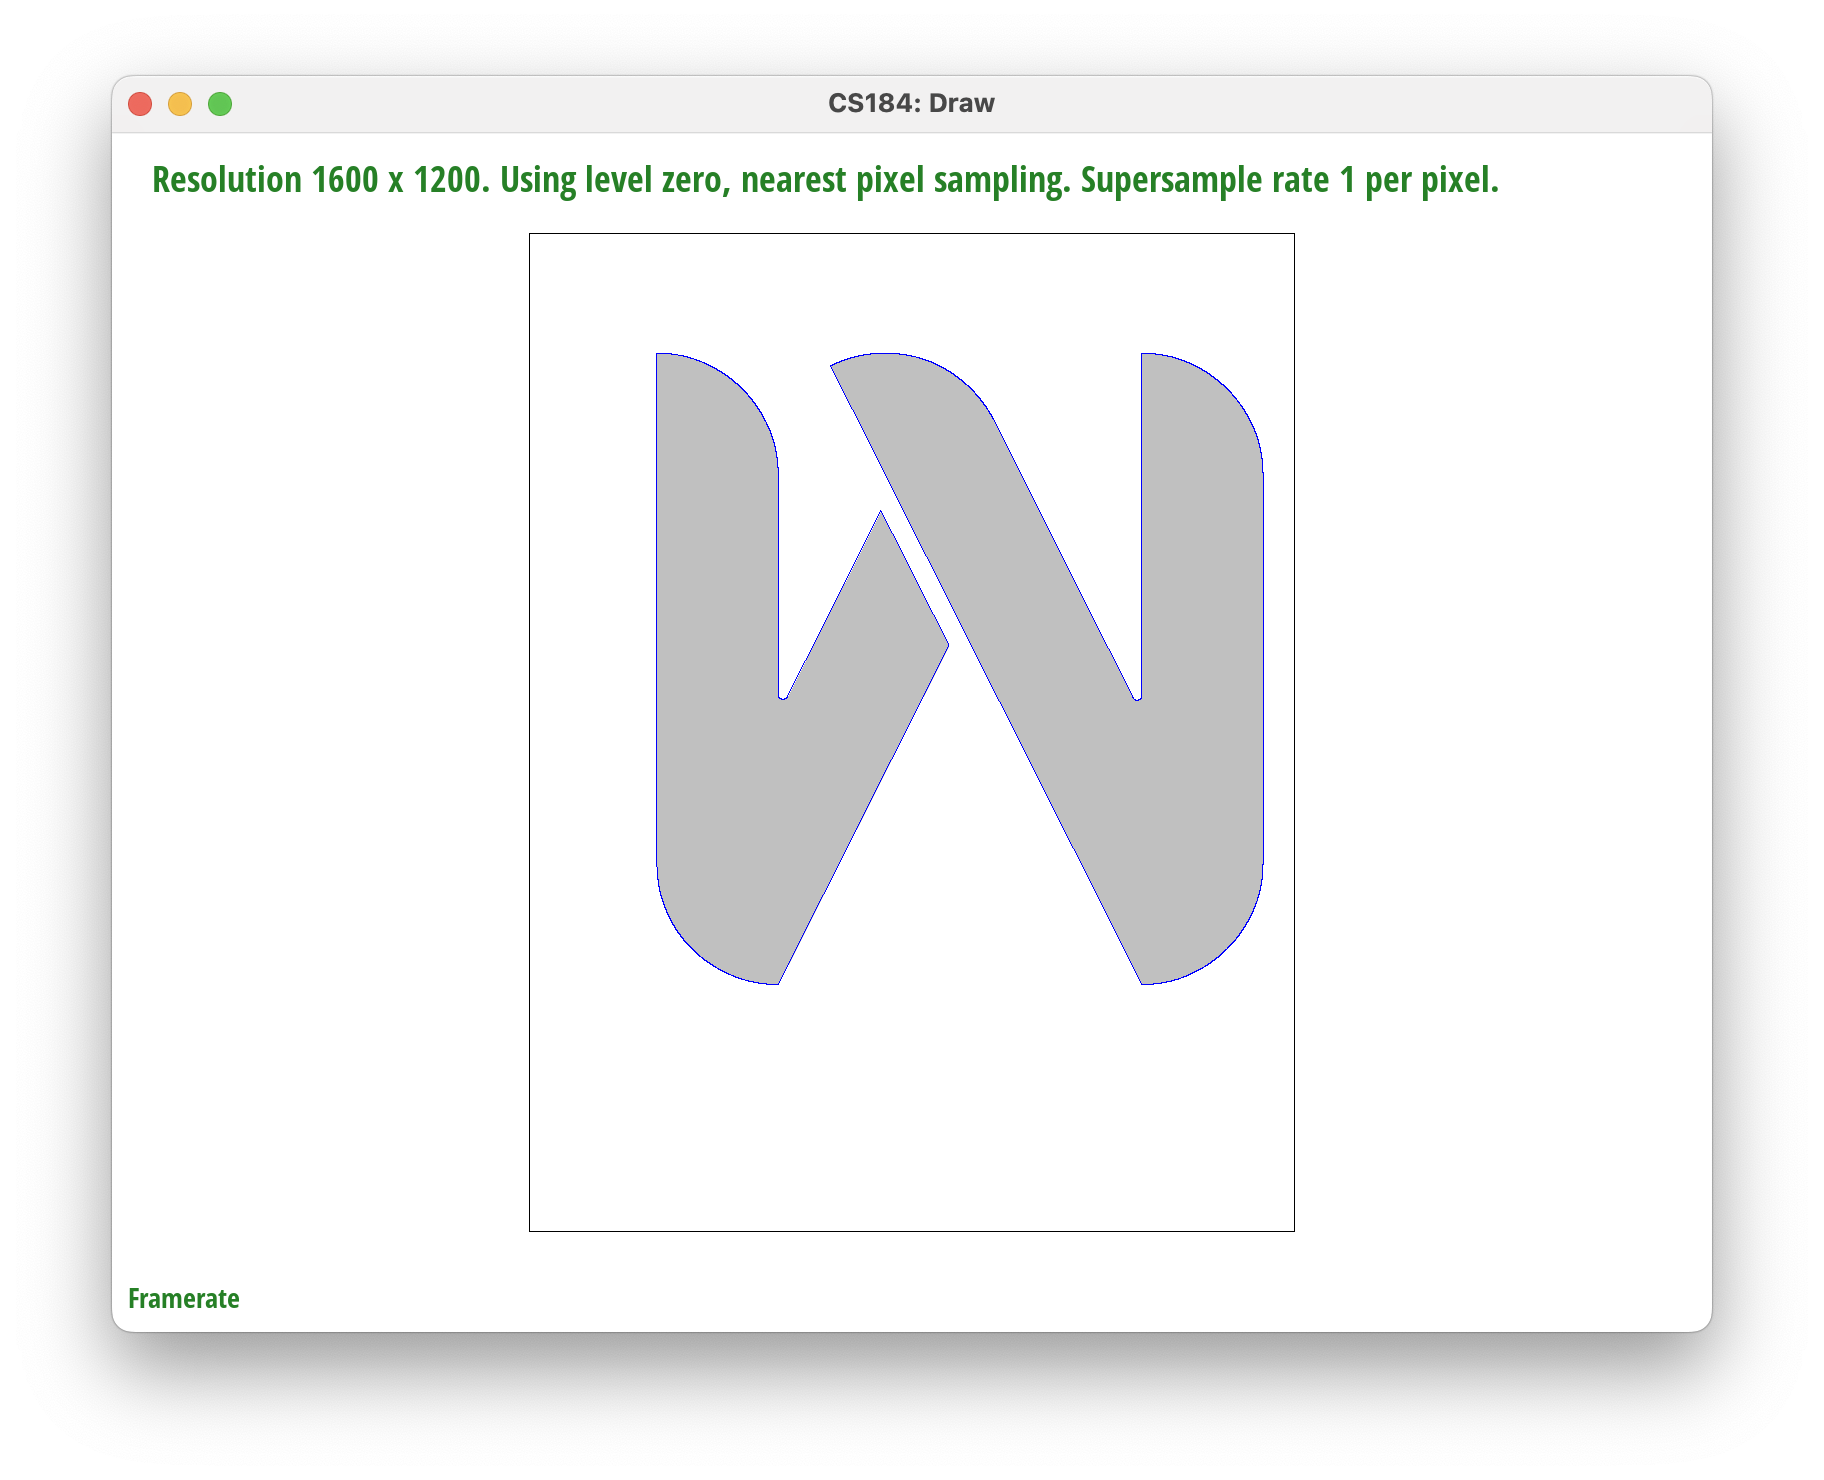 CS184: Draw
Resolution 1600 x 1200. Using level zero, nearest pixel sampling. Supersample rate 1 per pixel.
W
Framerate